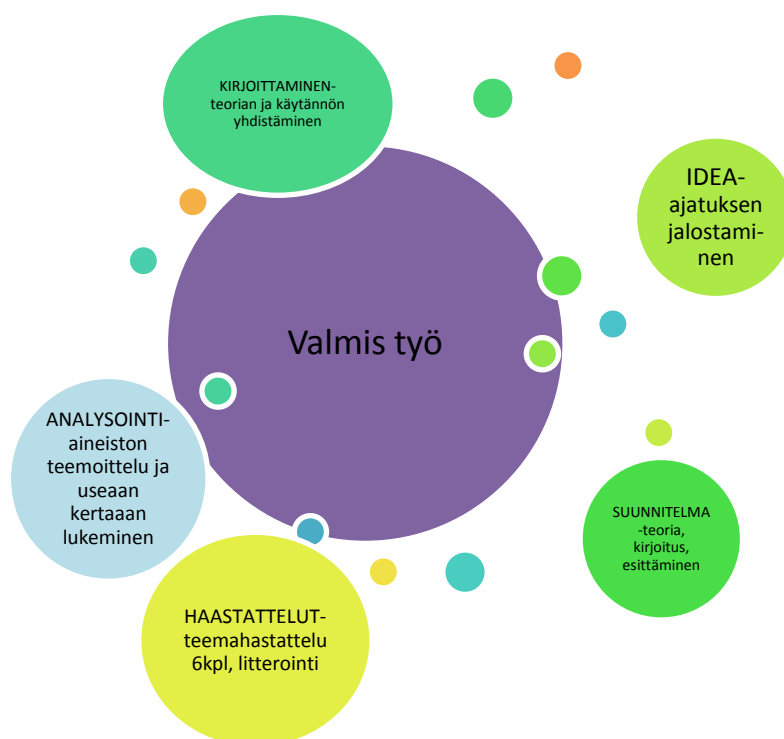 KIRJOITTAMINEN-
teorian ja käytännön
yhdistäminen
IDEA-
ajatuksen
jalostami-
nen
Valmis työ
ANALYSOINTI-
aineiston
teemoittelu ja
useaan
kertaaan
lukeminen
SUUNNITELMA
-teoria,
kirjoitus,
esittäminen
HAASTATTELUT-
teemahastattelu
6kpl, litterointi